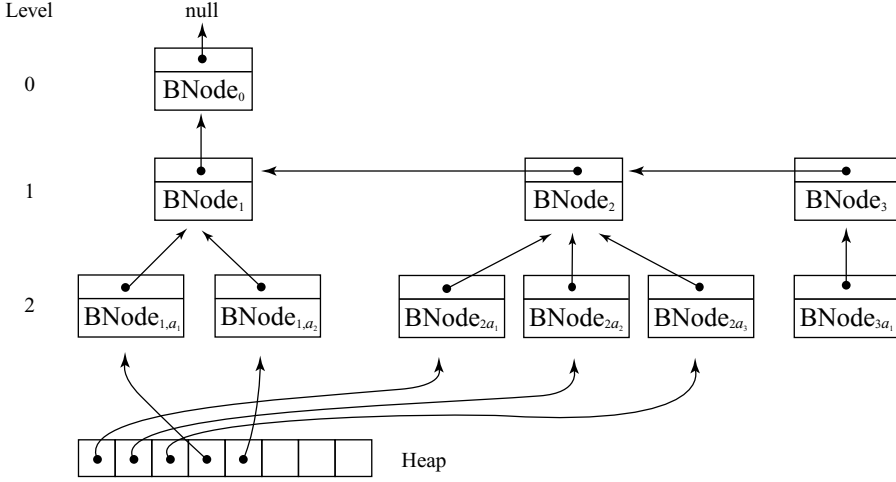 Level null
0 BNode₀
1 BNode₁ BNode₂ BNode₃
2 BNode₁,ₐ₁ BNode₁,ₐ₂ BNode₂ₐ₁ BNode₂ₐ₂ BNode₂ₐ₃ BNode₃ₐ₁
Heap